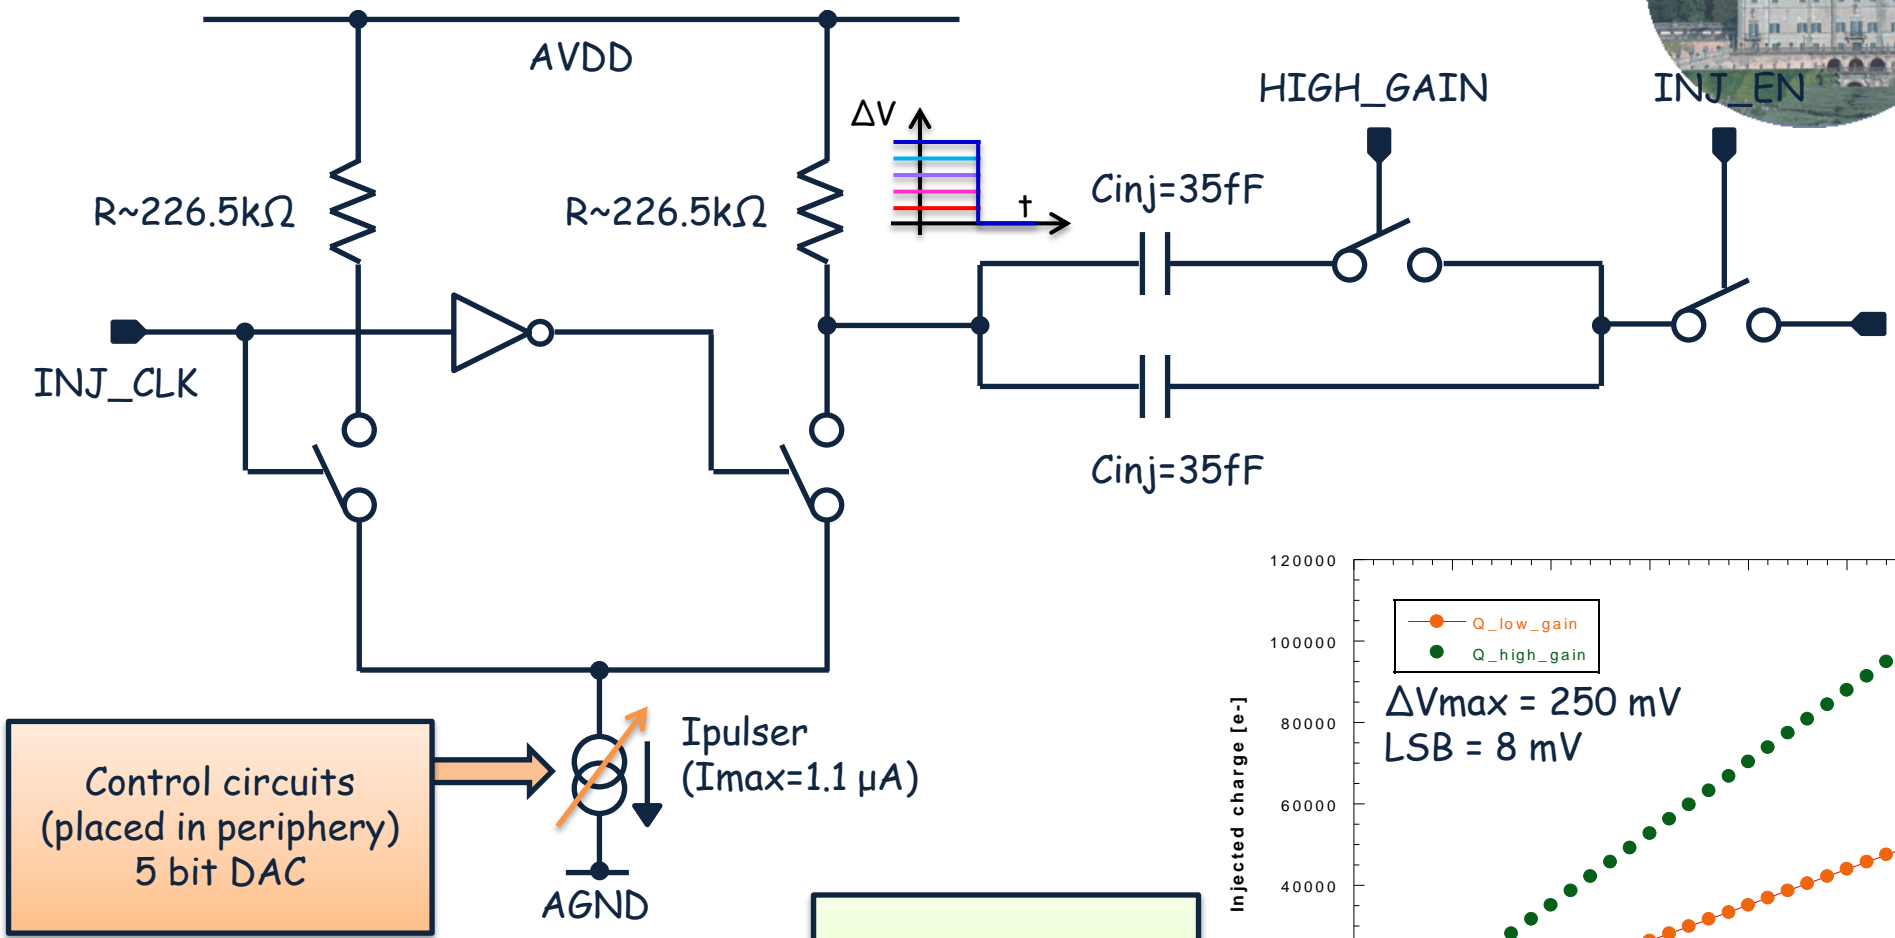 AVDD
HIGH_GAIN
INJ_EN
ΔV
t
R~226.5kΩ
R~226.5kΩ
Cinj=35fF
INJ_CLK
Cinj=35fF
Ipulser
(Imax=1.1 µA)
Control circuits
(placed in periphery)
5 bit DAC
AGND
120000
100000
80000
60000
40000
Injected charge [e-]
Q_low_gain
Q_high_gain
ΔVmax = 250 mV
LSB = 8 mV